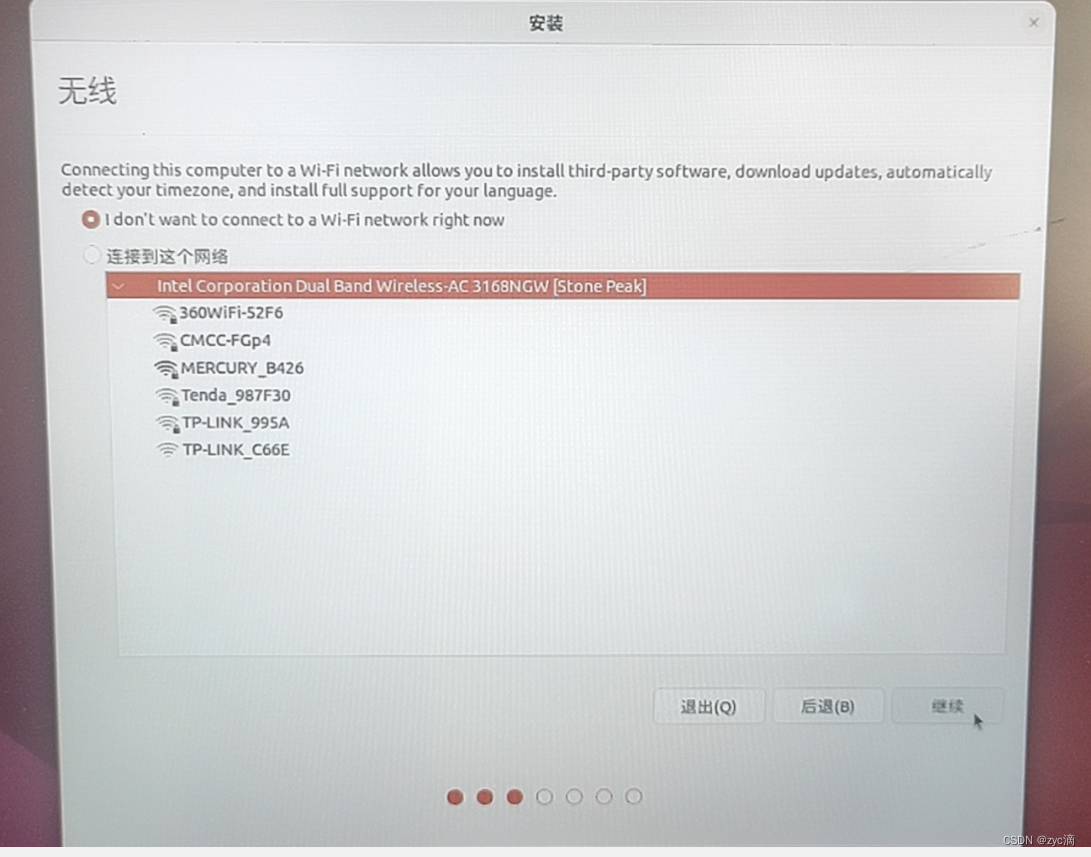 安装
无线
Connecting this computer to a Wi-Fi network allows you to install third-party software, download updates, automatically
detect your timezone, and install full support for your language.
I don't want to connect to a Wi-Fi network right now
连接到这个网络
Intel Corporation Dual Band Wireless-AC 3168NGW [Stone Peak]
360WiFi-52F6
CMCC-FGp4
MERCURY_B426
Tenda_987F30
TP-LINK_995A
TP-LINK_C66E
退出(Q) 后退(B) 继续
CSDN @zyc滴